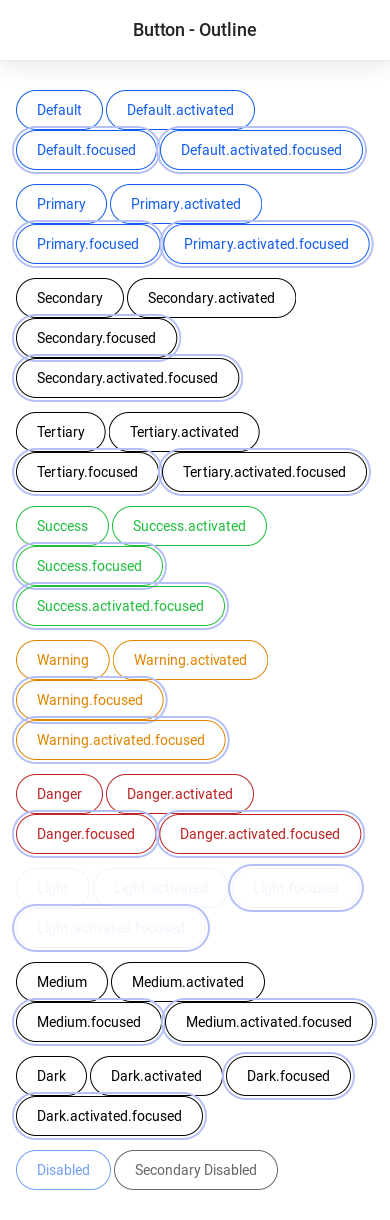 Button - Outline
Default Default.activated
Default.focused Default.activated.focused
Primary Primary.activated
Primary.focused Primary.activated.focused
Secondary Secondary.activated
Secondary.focused
Secondary.activated.focused
Tertiary Tertiary.activated
Tertiary.focused Tertiary.activated.focused
Success Success.activated
Success.focused
Success.activated.focused
Warning Warning.activated
Warning.focused
Warning.activated.focused
Danger Danger.activated
Danger.focused Danger.activated.focused
Light Light.activated Light.focused
Light.activated.focused
Medium Medium.activated
Medium.focused Medium.activated.focused
Dark Dark.activated Dark.focused
Dark.activated.focused
Disabled Secondary Disabled